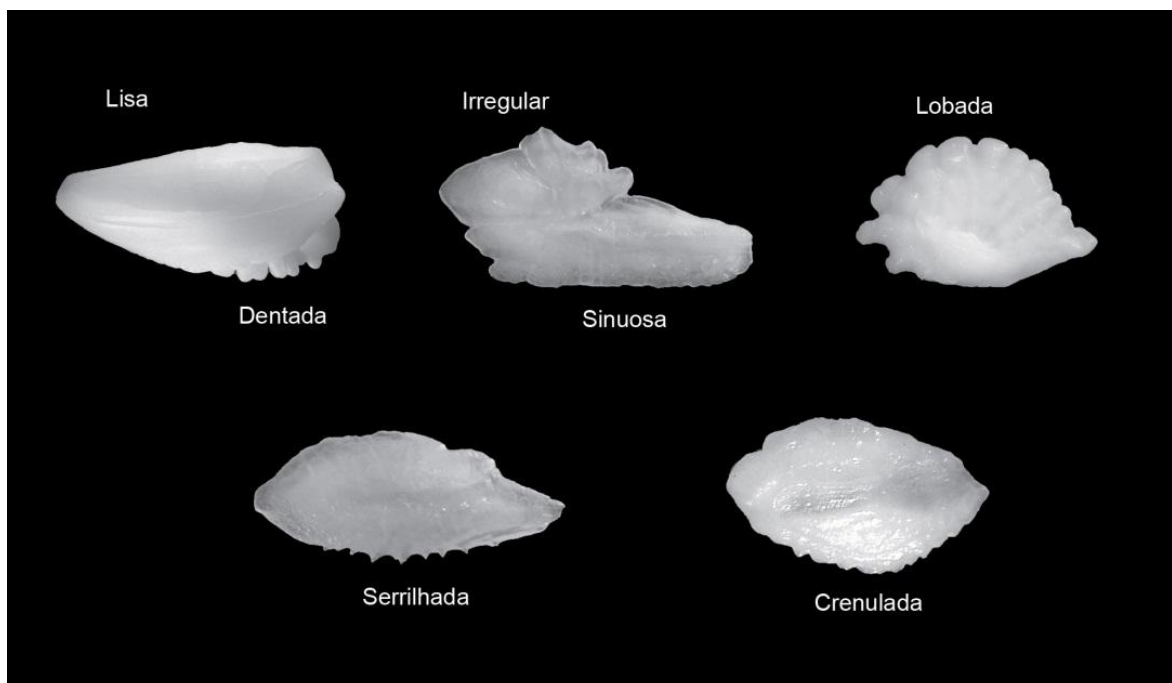 Lisa
Irregular
Lobada
Dentada
Sinuosa
Serrilhada
Crenulada